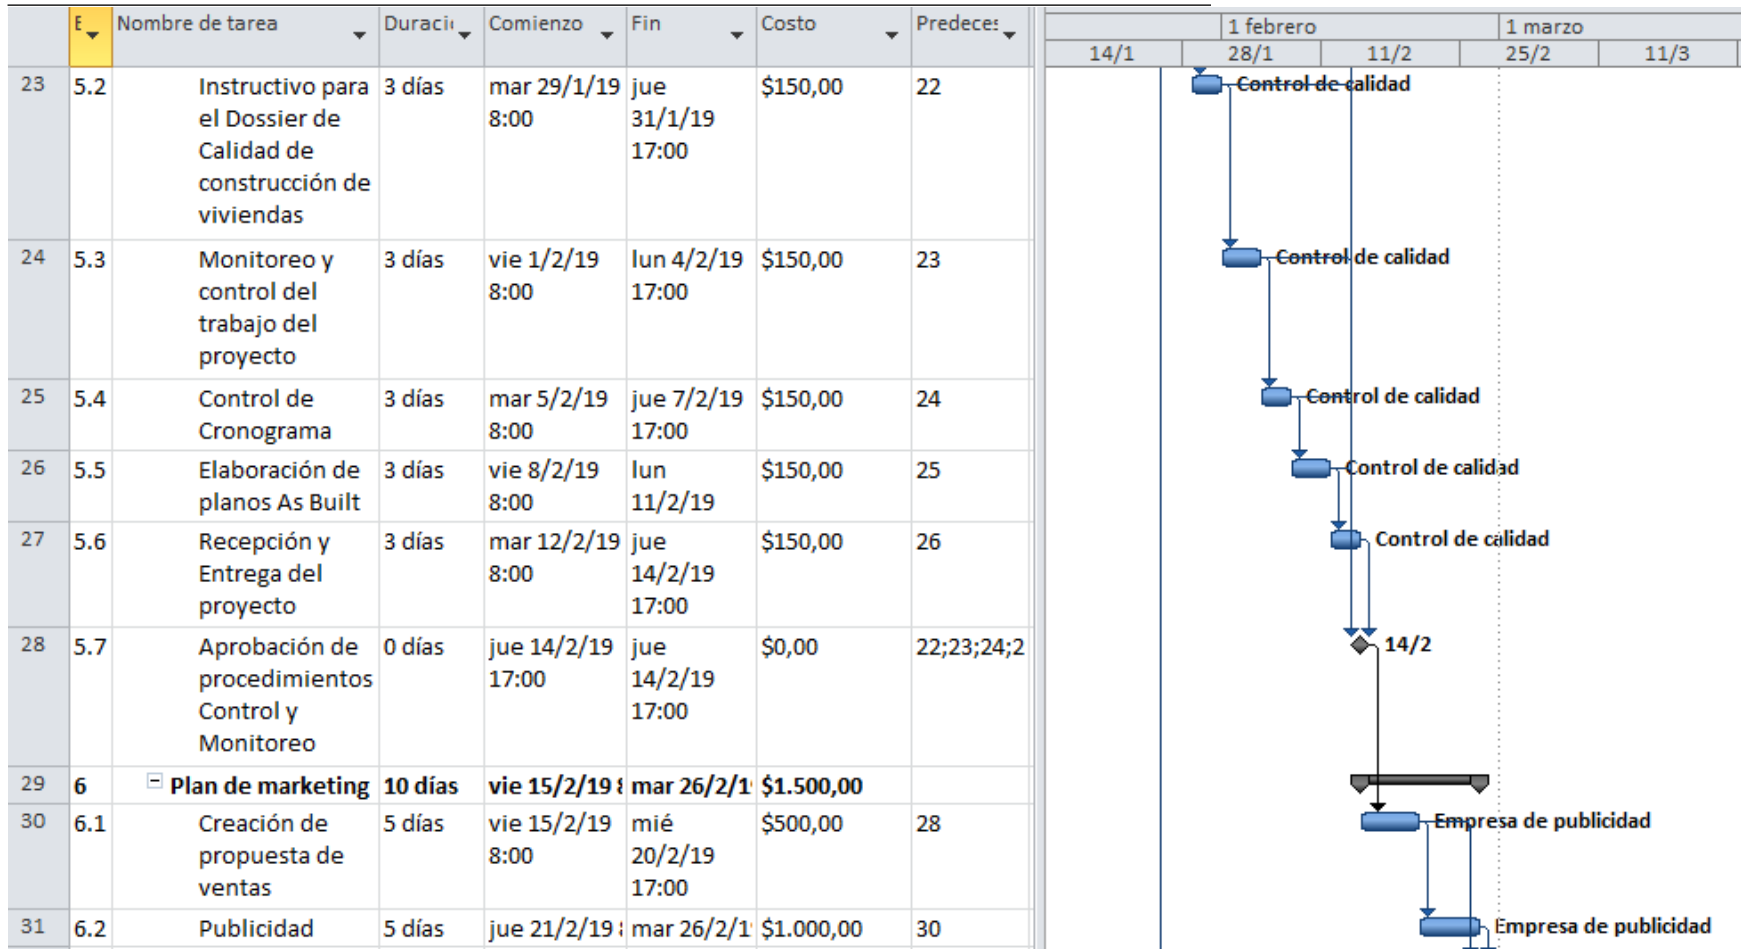 E Nombre de tarea Duració Comienzo Fin Costo Predeces
1 febrero 1 marzo
14/1 28/1 11/2 25/2 11/3
23 5.2 Instructivo para 3 días mar 29/1/19 jue $150,00 22 Control de calidad
el Dossier de 8:00 31/1/19
Calidad de 17:00
construcción de
viviendas
24 5.3 Monitoreo y 3 días vie 1/2/19 lun 4/2/19 $150,00 23 Control de calidad
control del 8:00 17:00
trabajo del
proyecto
25 5.4 Control de 3 días mar 5/2/19 jue 7/2/19 $150,00 24 Control de calidad
Cronograma 8:00 17:00
26 5.5 Elaboración de 3 días vie 8/2/19 lun $150,00 25 Control de calidad
planos As Built 8:00 11/2/19
27 5.6 Recepción y 3 días mar 12/2/19 jue $150,00 26 Control de calidad
Entrega del 8:00 14/2/19
proyecto 17:00
28 5.7 Aprobación de 0 días jue 14/2/19 jue $0,00 22;23;24;2 14/2
procedimientos 17:00 14/2/19
Control y 17:00
Monitoreo
29 6 Plan de marketing 10 días vie 15/2/19 mar 26/2/1 $1.500,00
30 6.1 Creación de 5 días vie 15/2/19 mié $500,00 28 Empresa de publicidad
propuesta de 8:00 20/2/19
ventas 17:00
31 6.2 Publicidad 5 días jue 21/2/19 mar 26/2/1 $1.000,00 30 Empresa de publicidad